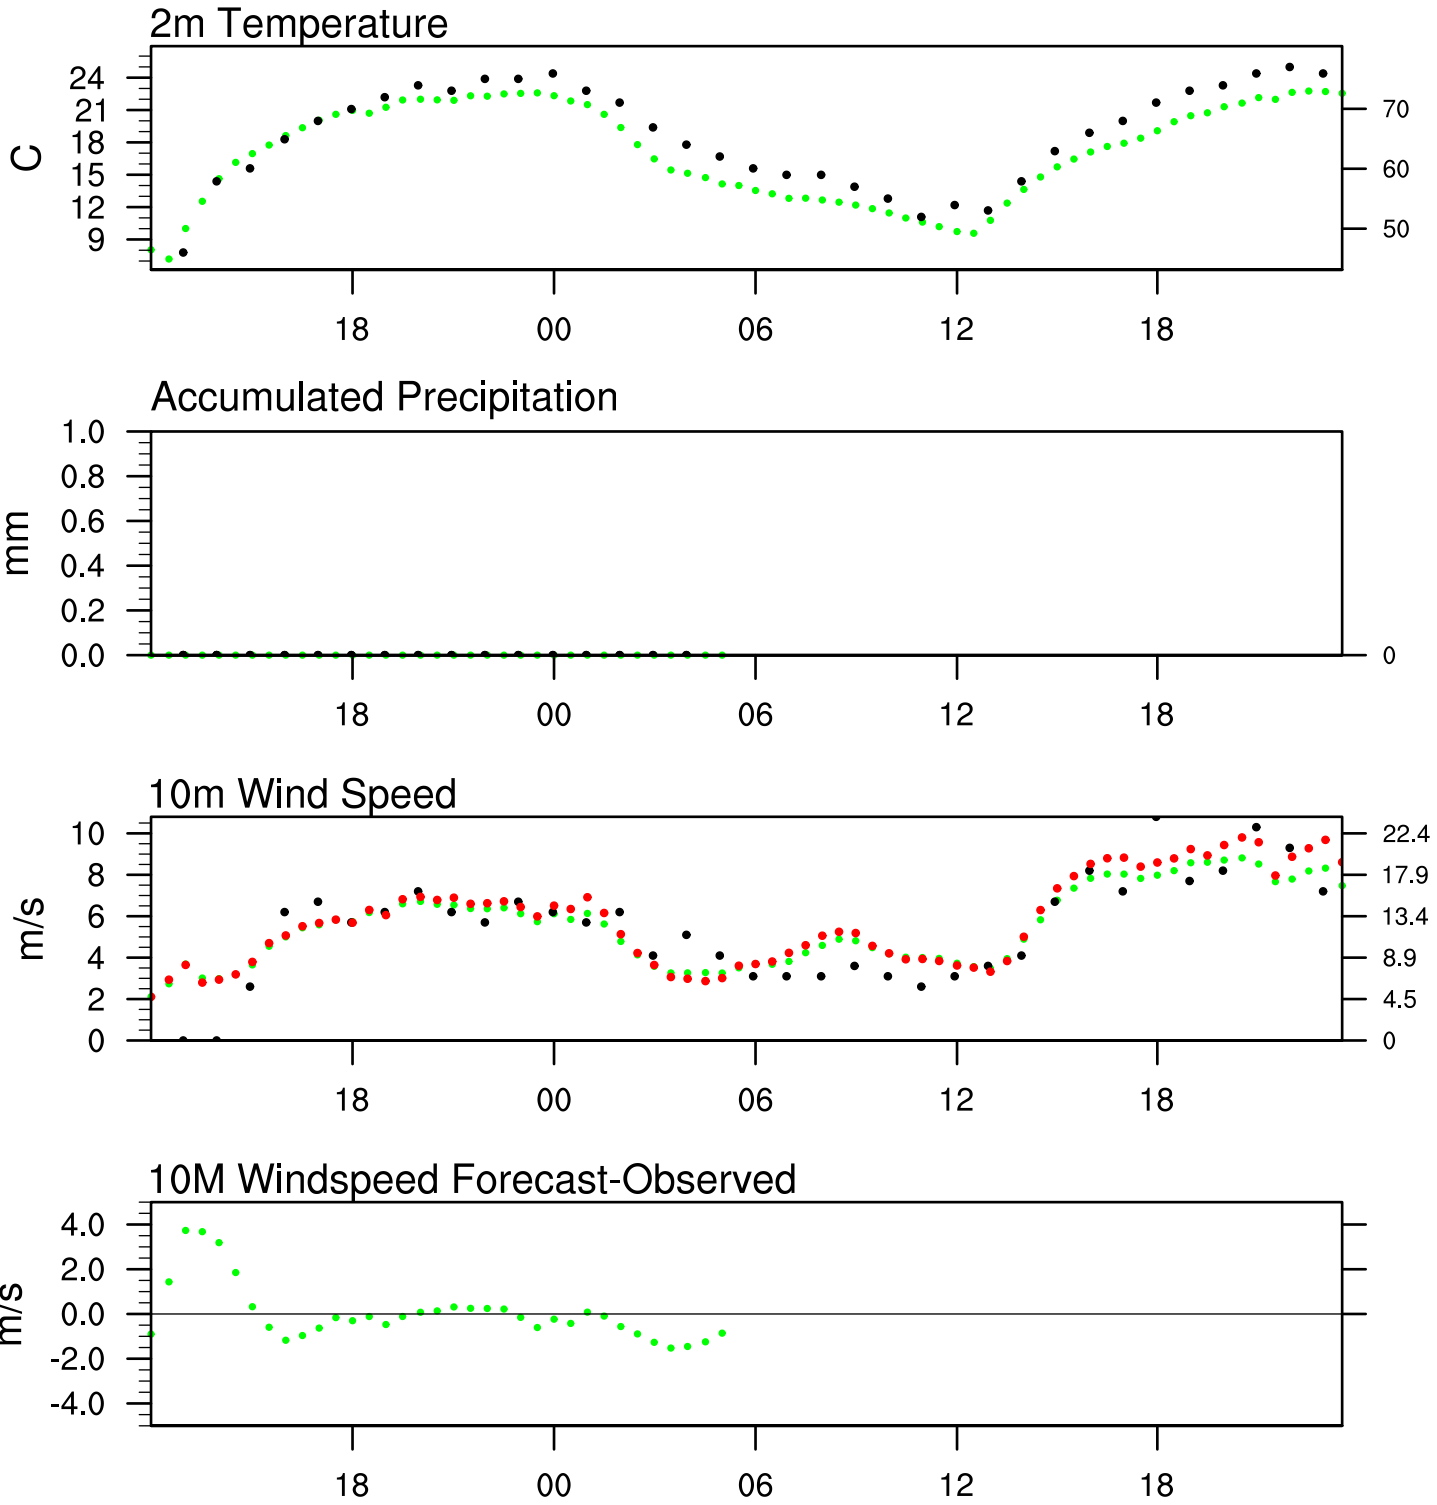 2m Temperature
24
21
18
15
12
9
C
70
60
50
18 00 06 12 18
Accumulated Precipitation
1.0
0.8
0.6
0.4
0.2
0.0
mm
0
18 00 06 12 18
10m Wind Speed
10
8
6
4
2
0
m/s
22.4
17.9
13.4
8.9
4.5
0
18 00 06 12 18
10M Windspeed Forecast-Observed
4.0
2.0
0.0
-2.0
-4.0
m/s
18 00 06 12 18